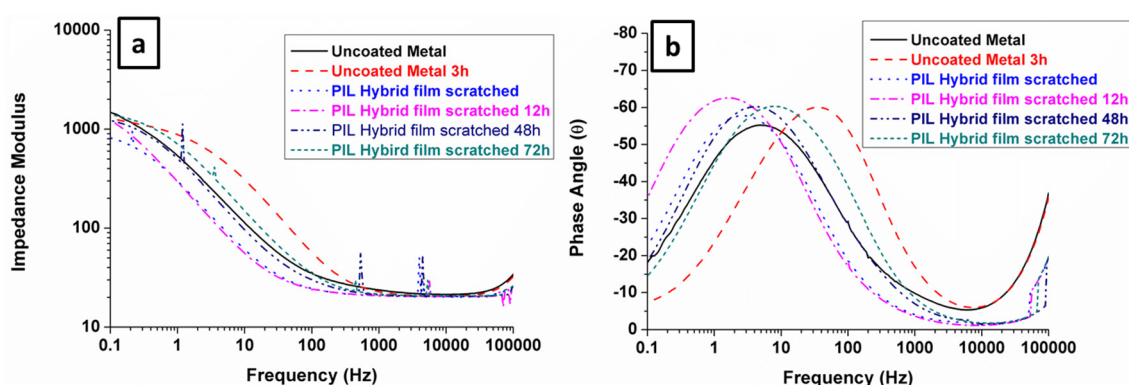 a
10000
1000
100
10
Impedance Modulus
Uncoated Metal
Uncoated Metal 3h
PIL Hybrid film scratched
PIL Hybrid film scratched 12h
PIL Hybrid film scratched 48h
PIL Hybird film scratched 72h
0.1 1 10 100 1000 10000 100000
Frequency (Hz)
b
-80
-70
-60
-50
-40
-30
-20
-10
0
Phase Angle (θ)
Uncoated Metal
Uncoated Metal 3h
PIL Hybrid film scratched
PIL Hybrid film scratched 12h
PIL Hybrid film scratched 48h
PIL Hybird film scratched 72h
0.1 1 10 100 1000 10000 100000
Frequency (Hz)